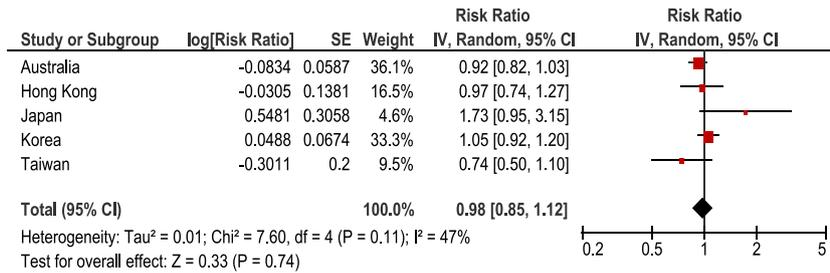 Risk Ratio Risk Ratio
Study or Subgroup log[Risk Ratio] SE Weight IV, Random, 95% CI IV, Random, 95% CI
Australia -0.0834 0.0587 36.1% 0.92 [0.82, 1.03]
Hong Kong -0.0305 0.1381 16.5% 0.97 [0.74, 1.27]
Japan 0.5481 0.3058 4.6% 1.73 [0.95, 3.15]
Korea 0.0488 0.0674 33.3% 1.05 [0.92, 1.20]
Taiwan -0.3011 0.2 9.5% 0.74 [0.50, 1.10]
Total (95% CI) 100.0% 0.98 [0.85, 1.12]
Heterogeneity: Tau² = 0.01; Chi² = 7.60, df = 4 (P = 0.11); I² = 47%
Test for overall effect: Z = 0.33 (P = 0.74)
0.2 0.5 1 2 5